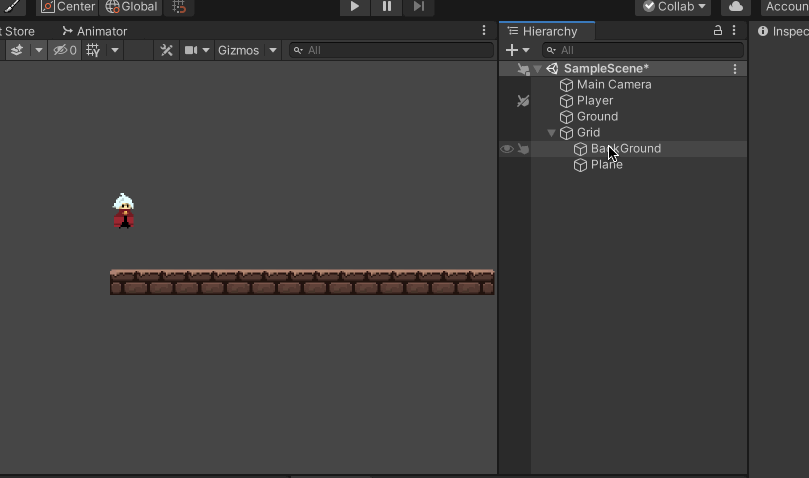 Center Global Collab Accoun
t Store Animator Hierarchy Inspec
0 Gizmos All All
SampleScene*
Main Camera
Player
Ground
Grid
BackGround
Plane